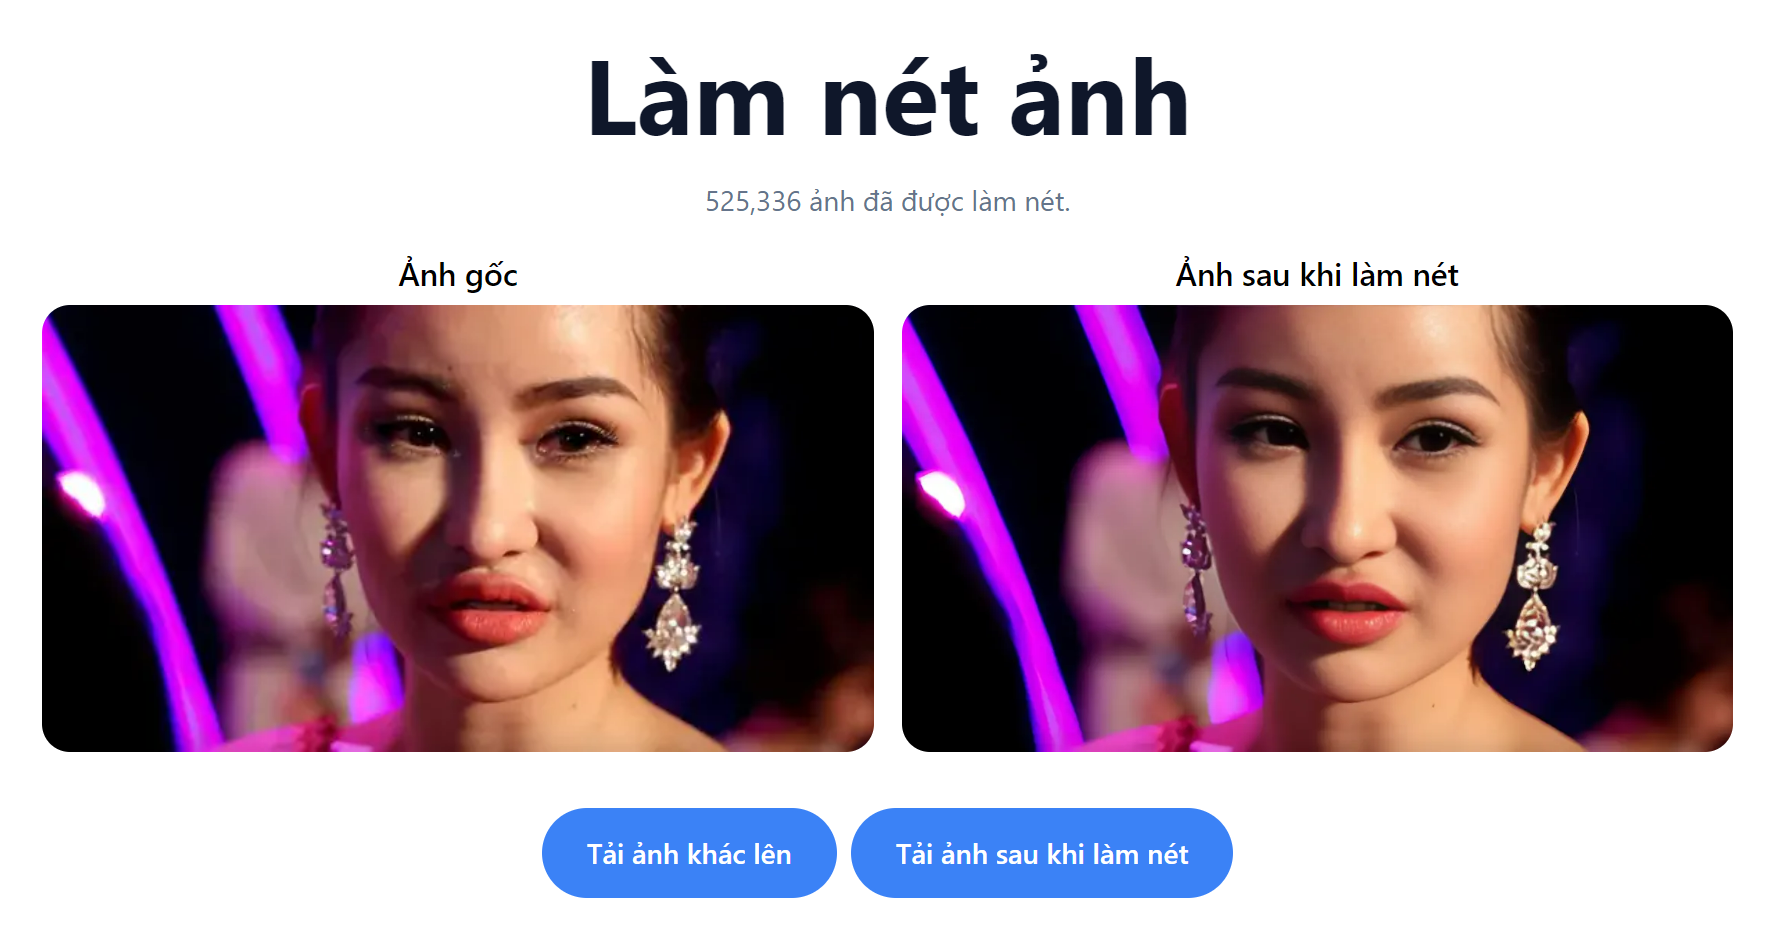 Làm nét ảnh
525,336 ảnh đã được làm nét.
Ảnh gốc
Ảnh sau khi làm nét
Tải ảnh khác lên
Tải ảnh sau khi làm nét